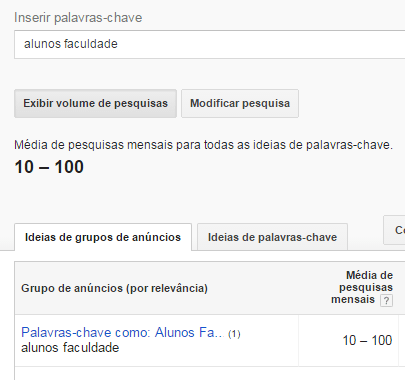 Inserir palavras-chave
alunos faculdade
Exibir volume de pesquisas
Modificar pesquisa
Média de pesquisas mensais para todas as ideias de palavras-chave.
10 – 100
Ideias de grupos de anúncios
Ideias de palavras-chave
Grupo de anúncios (por relevância)
Média de
pesquisas
mensais ?
Palavras-chave como: Alunos Fa.. (1)
alunos faculdade
10 – 100